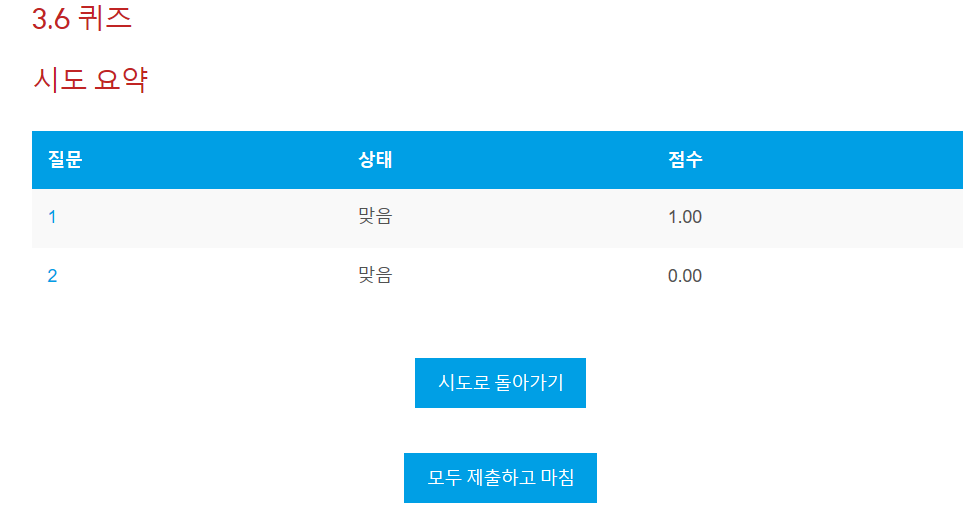 3.6 퀴즈
시도 요약
질문 상태 점수
1 맞음 1.00
2 맞음 0.00
시도로 돌아가기
모두 제출하고 마침